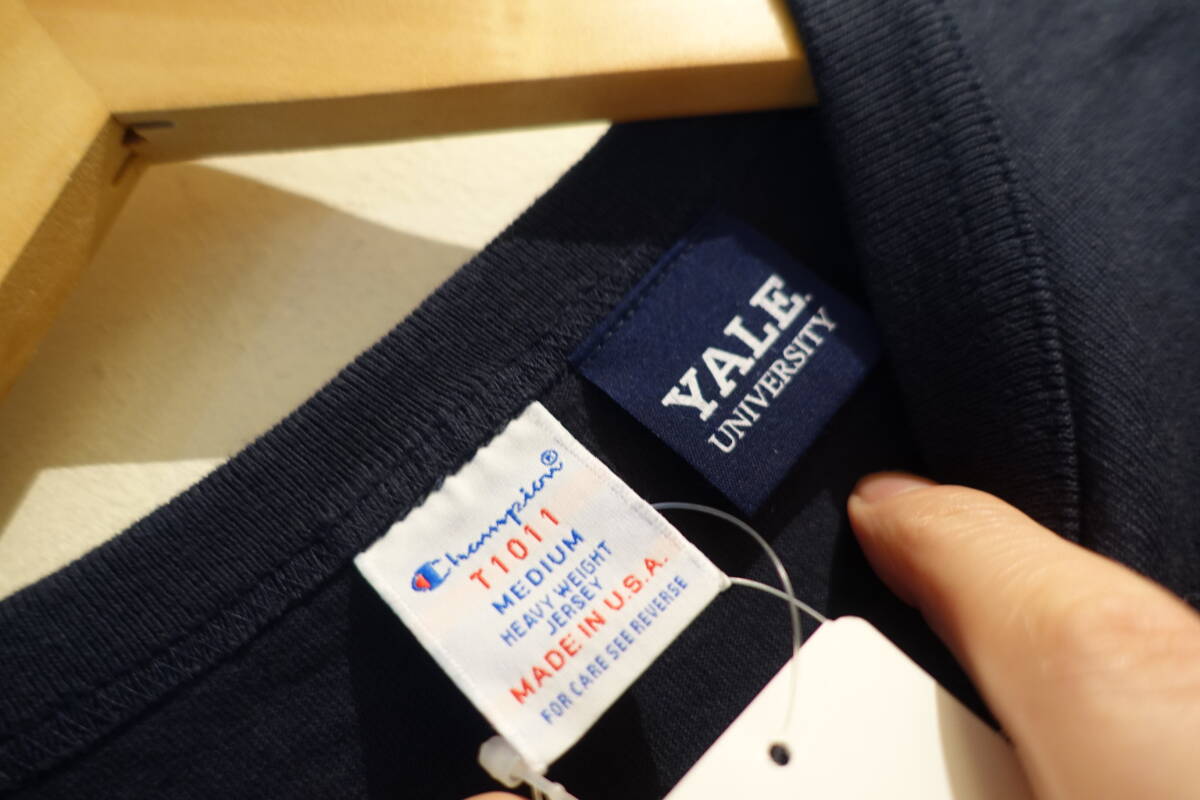 YALE
UNIVERSITY
Champion®
T1011
MEDIUM
HEAVY WEIGHT
JERSEY
MADE IN U.S.A.
FOR CARE SEE REVERSE